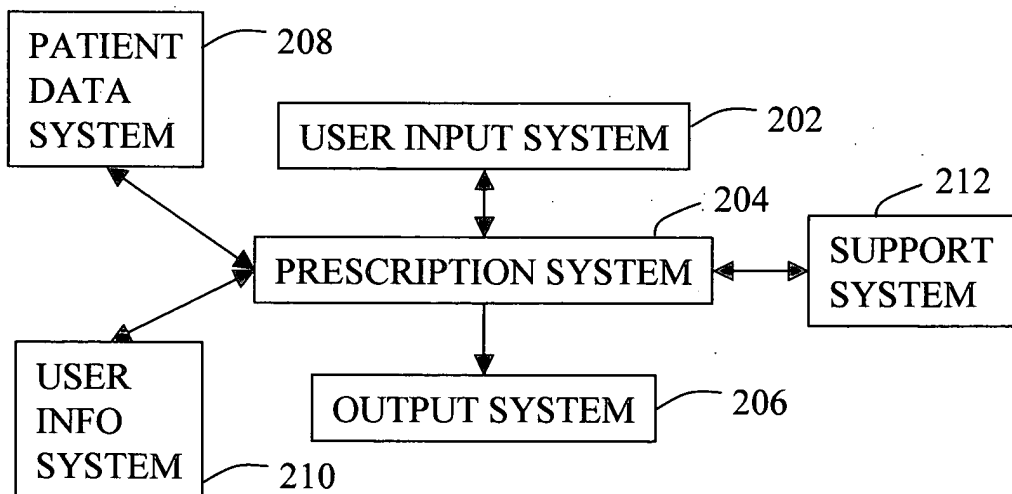 PATIENT
DATA
SYSTEM
208
USER INPUT SYSTEM
202
PRESCRIPTION SYSTEM
204
SUPPORT
SYSTEM
212
USER
INFO
SYSTEM
210
OUTPUT SYSTEM
206